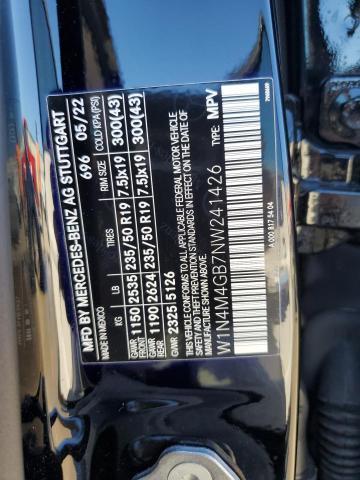 MFD BY MERCEDES-BENZ AG STUTTGART
MADE IN MEXICO 696 05/22
KG LB TIRES RIM SIZE COLD KPA(PSI)
GAWR FRONT 1150 2535 235/50 R19 7.5Jx19 300(43)
GAWR REAR 1190 2624 235/50 R19 7.5Jx19 300(43)
GVWR 2325 5126
THIS VEHICLE CONFORMS TO ALL APPLICABLE FEDERAL MOTOR VEHICLE
SAFETY, BUMPER, AND THEFT PREVENTION STANDARDS IN EFFECT ON THE DATE OF
MANUFACTURE SHOWN ABOVE.
W1N4M4GB7NW241426 TYPE: MPV
A 000 817 54 04